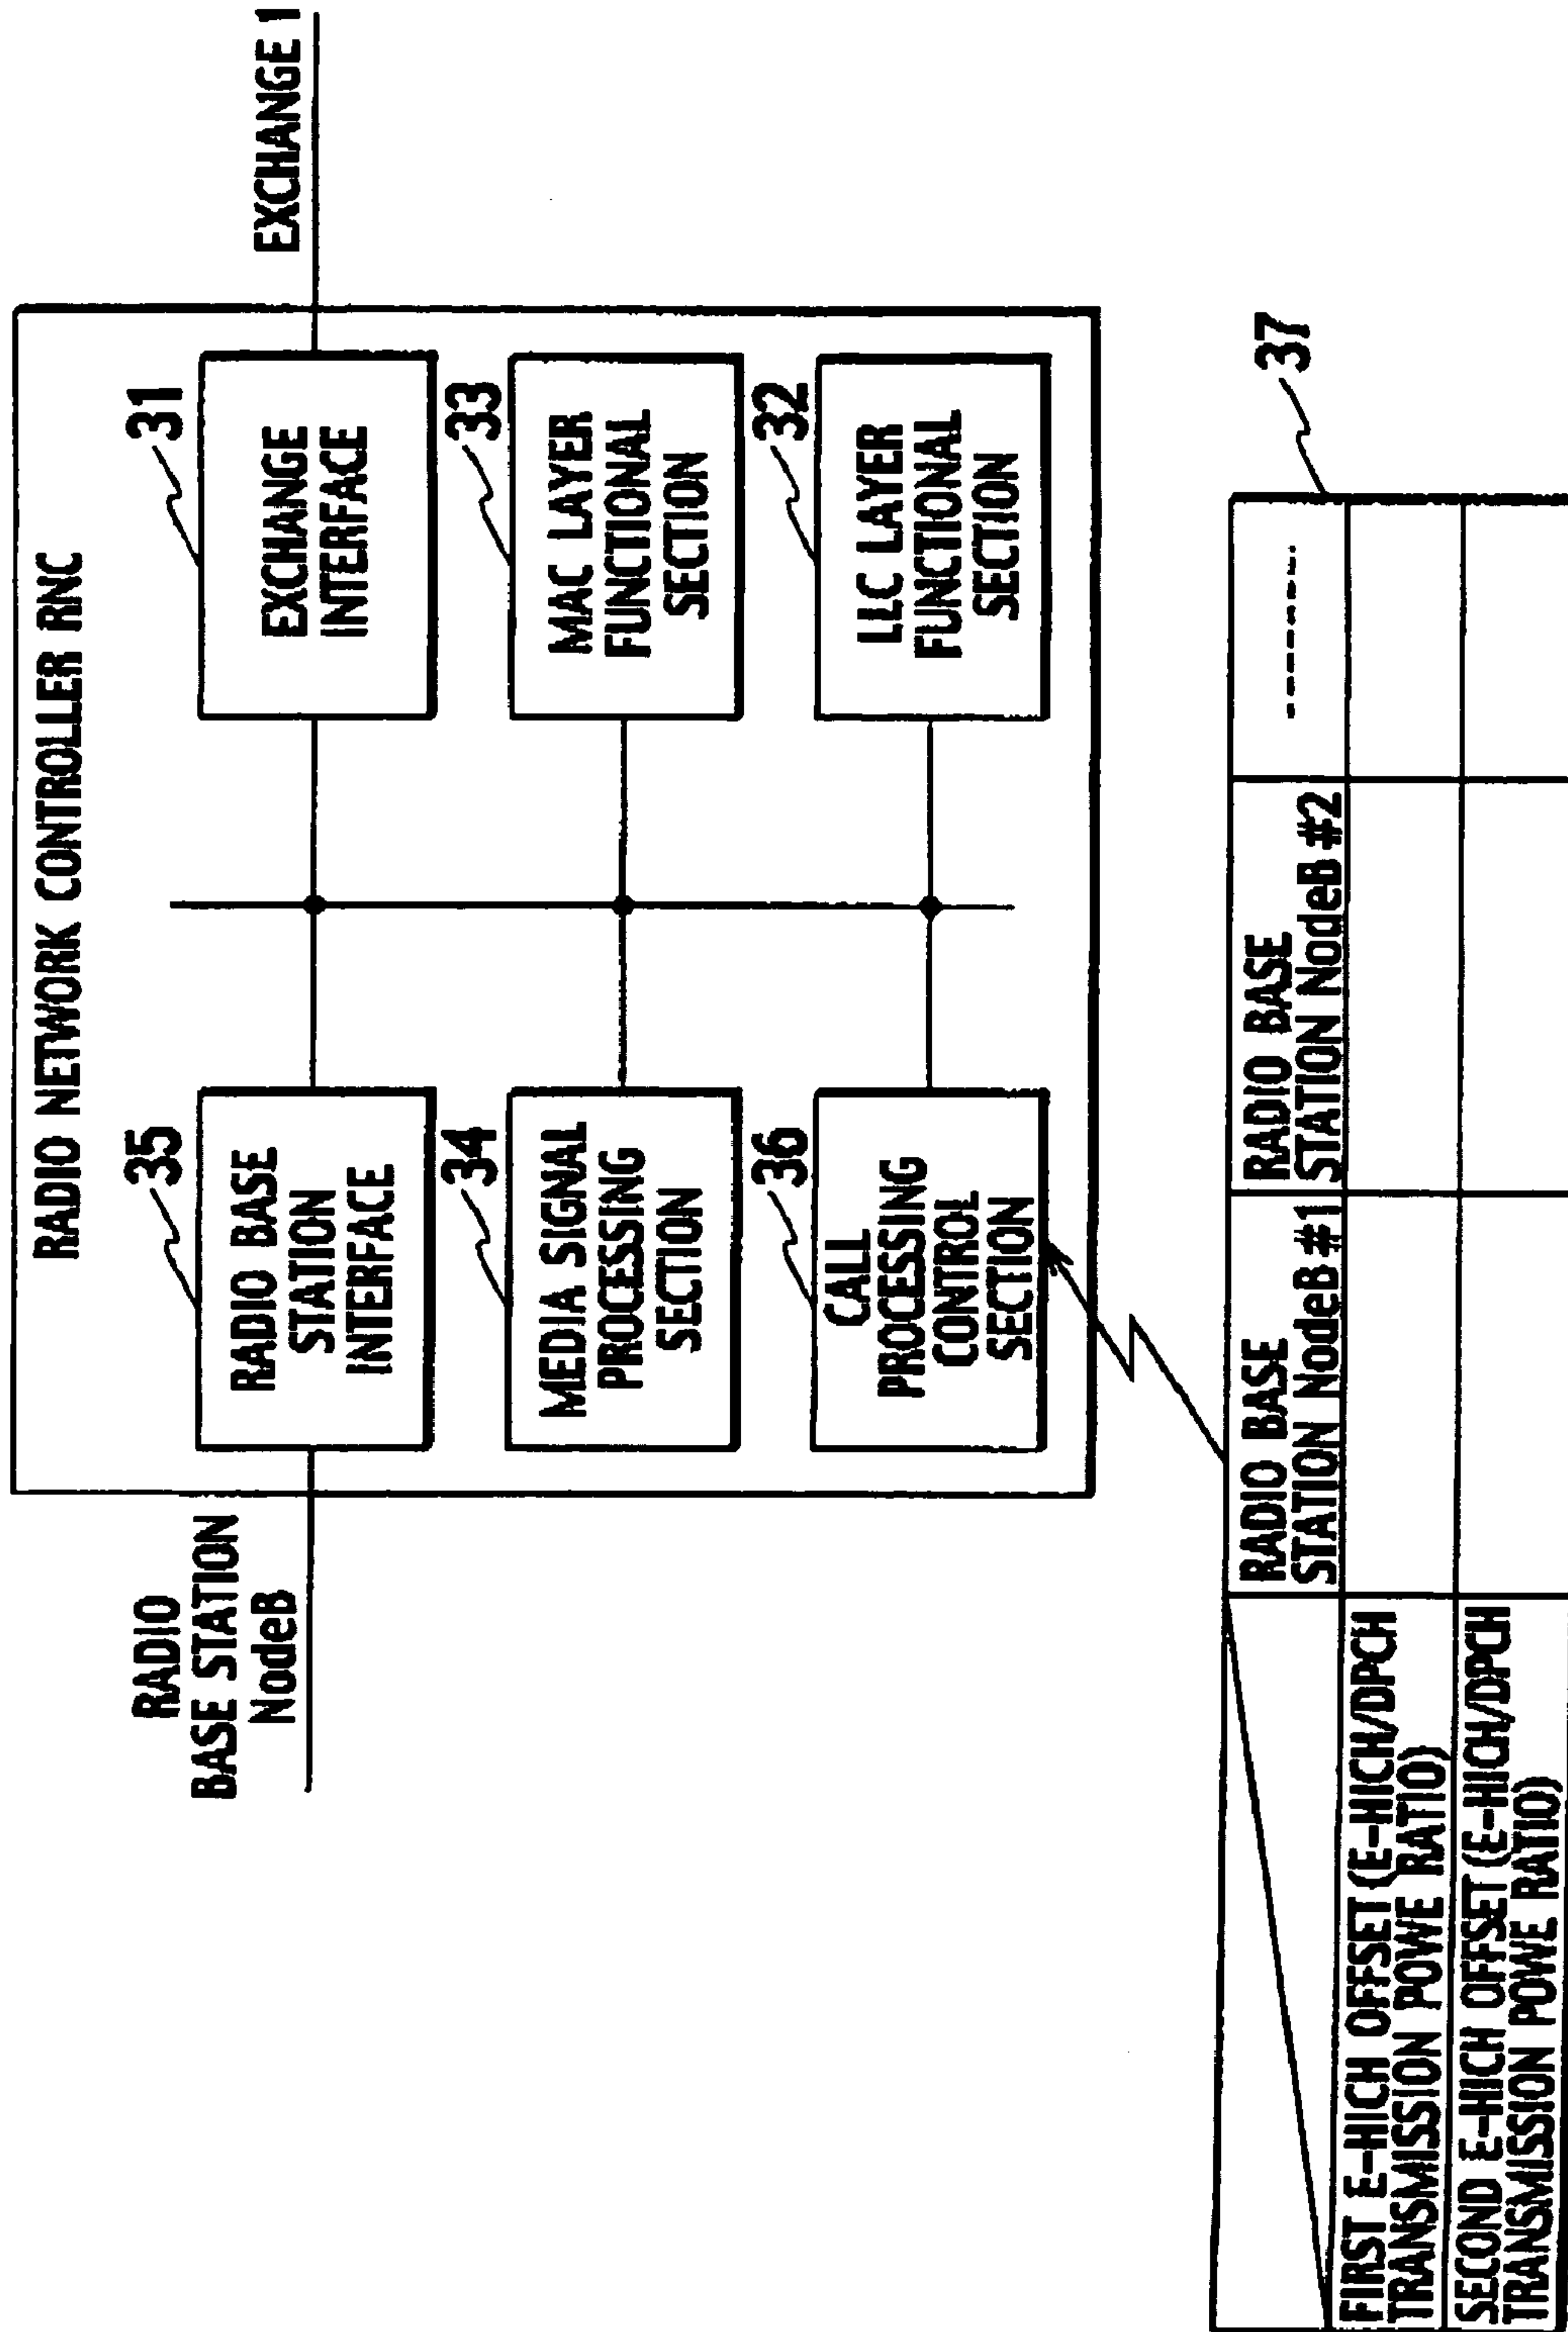 RADIO NETWORK CONTROLLER RNC
RADIO
BASE STATION
NodeB
EXCHANGE 1
35
RADIO BASE
STATION
INTERFACE
31
EXCHANGE
INTERFACE
34
MEDIA SIGNAL
PROCESSING
SECTION
33
MAC LAYER
FUNCTIONAL
SECTION
36
CALL
PROCESSING
CONTROL
SECTION
32
LLC LAYER
FUNCTIONAL
SECTION
37
RADIO BASE
STATION NodeB #1
RADIO BASE
STATION NodeB #2
-------
FIRST E-HICH OFFSET (E-HICH/DPCH
TRANSMISSION POWE RATIO)
SECOND E-HICH OFFSET (E-HICH/DPCH
TRANSMISSION POWE RATIO)